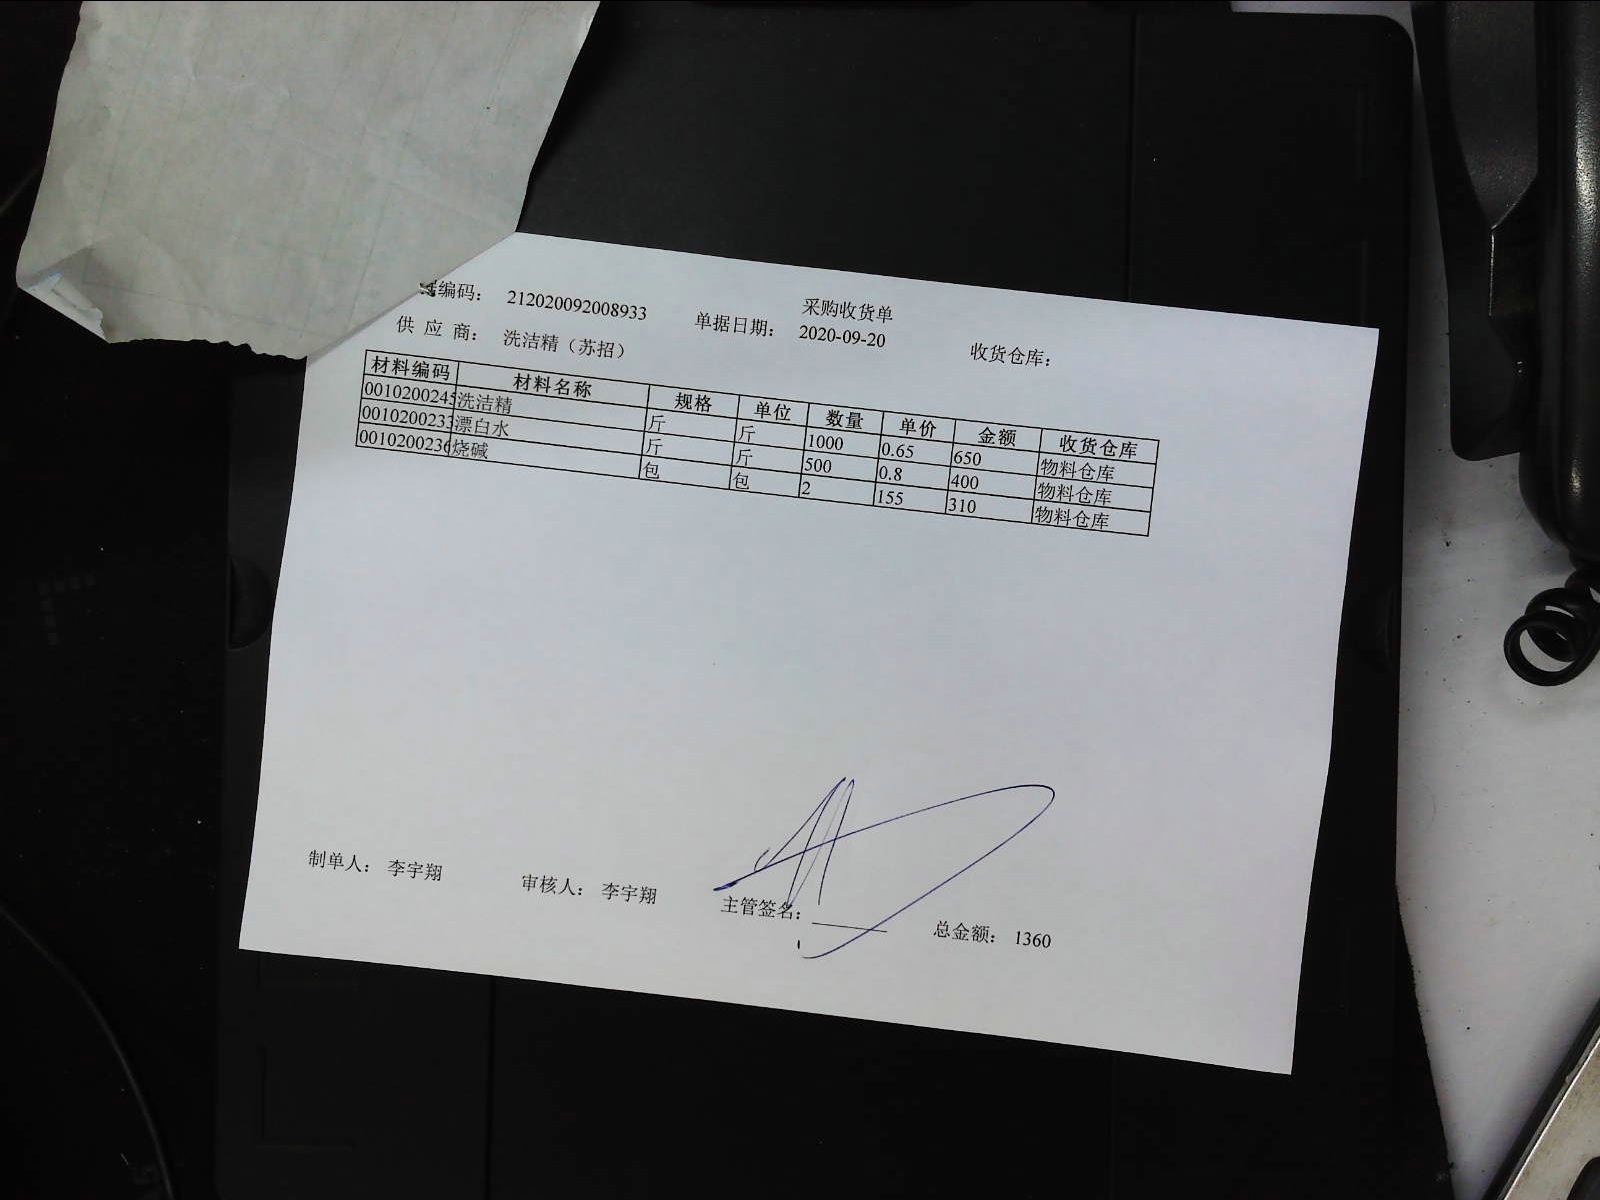 采购收货单
编码： 212020092008933 单据日期： 2020-09-20 收货仓库：
供 应 商： 洗洁精（苏招）
材料编码 材料名称 规格 单位 数量 单价 金额 收货仓库
0010200245 洗洁精 斤 斤 1000 0.65 650 物料仓库
0010200233 漂白水 斤 斤 500 0.8 400 物料仓库
0010200236 烧碱 包 包 2 155 310 物料仓库
制单人： 李宇翔 审核人： 李宇翔 主管签名： 总金额： 1360